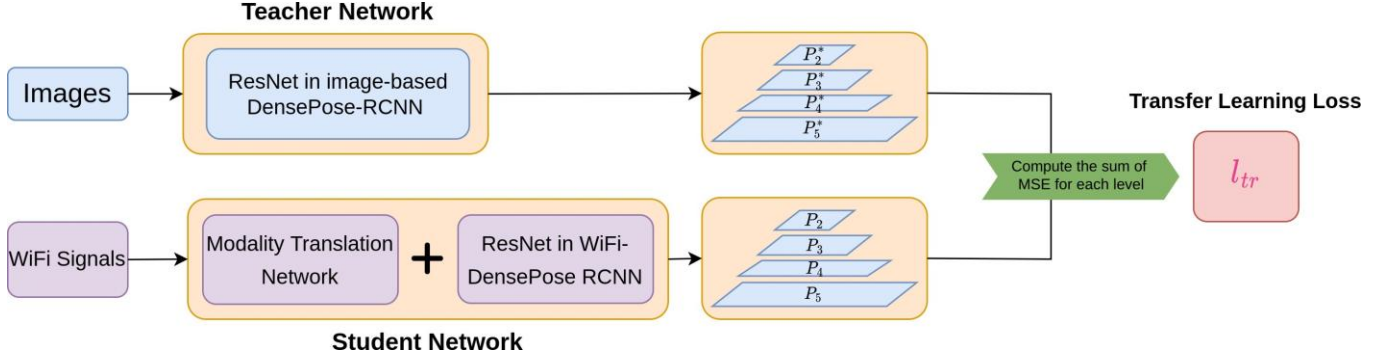 Teacher Network
Images
ResNet in image-based
DensePose-RCNN
P₂*
P₃*
P₄*
P₅*
Transfer Learning Loss
Compute the sum of
MSE for each level
lₜᵣ
WiFi Signals
Modality Translation
Network
+
ResNet in WiFi-
DensePose RCNN
P₂
P₃
P₄
P₅
Student Network